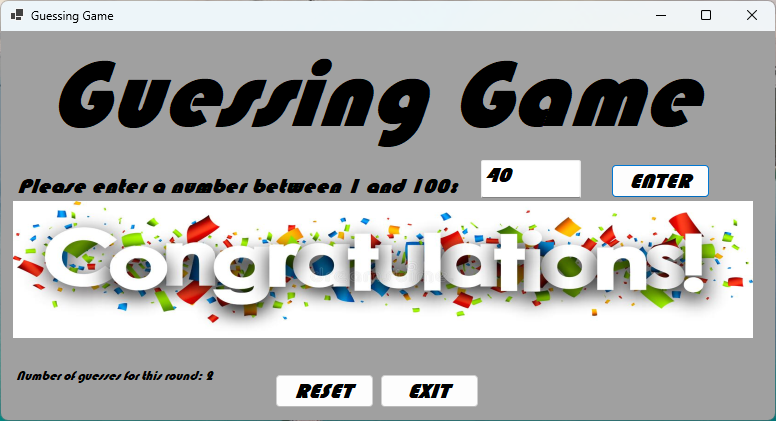 Guessing Game
Guessing Game
Please enter a number between 1 and 100:
40
ENTER
Congratulations!
Number of guesses for this round: 2
RESET
EXIT